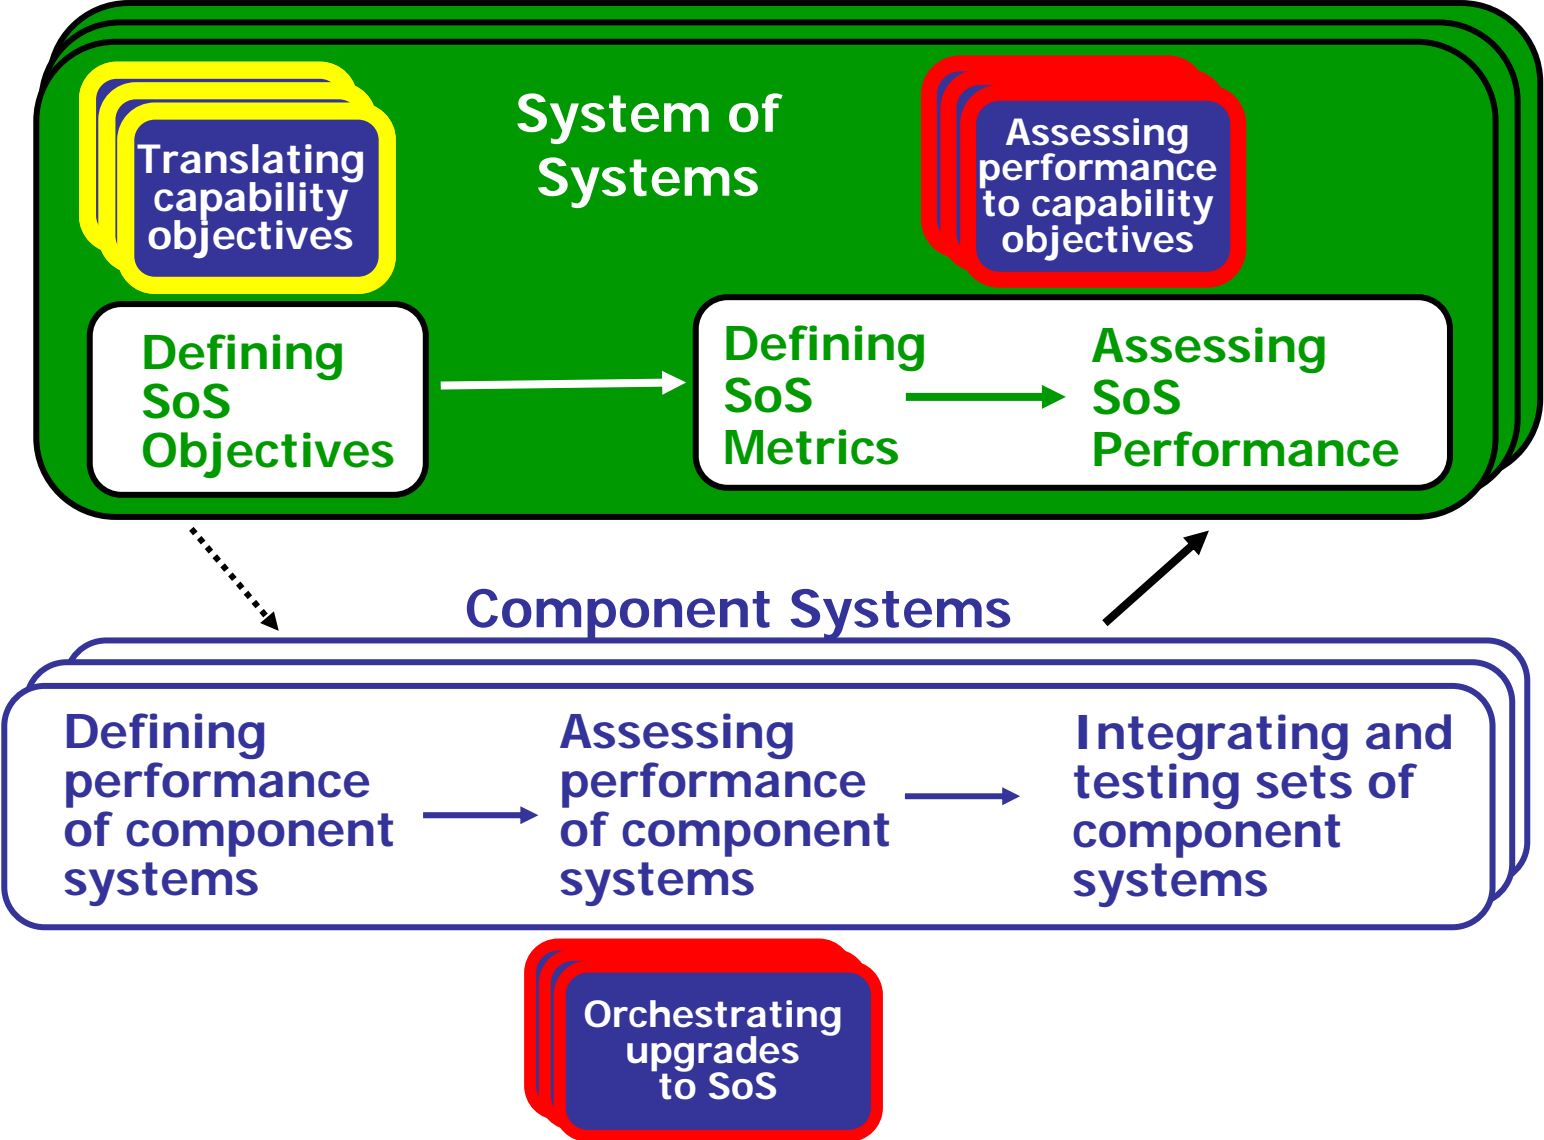 System of
Systems
Translating
capability
objectives
Assessing
performance
to capability
objectives
Defining
SoS
Objectives
Defining
SoS
Metrics
Assessing
SoS
Performance
Component Systems
Defining
performance
of component
systems
Assessing
performance
of component
systems
Integrating and
testing sets of
component
systems
Orchestrating
upgrades
to SoS